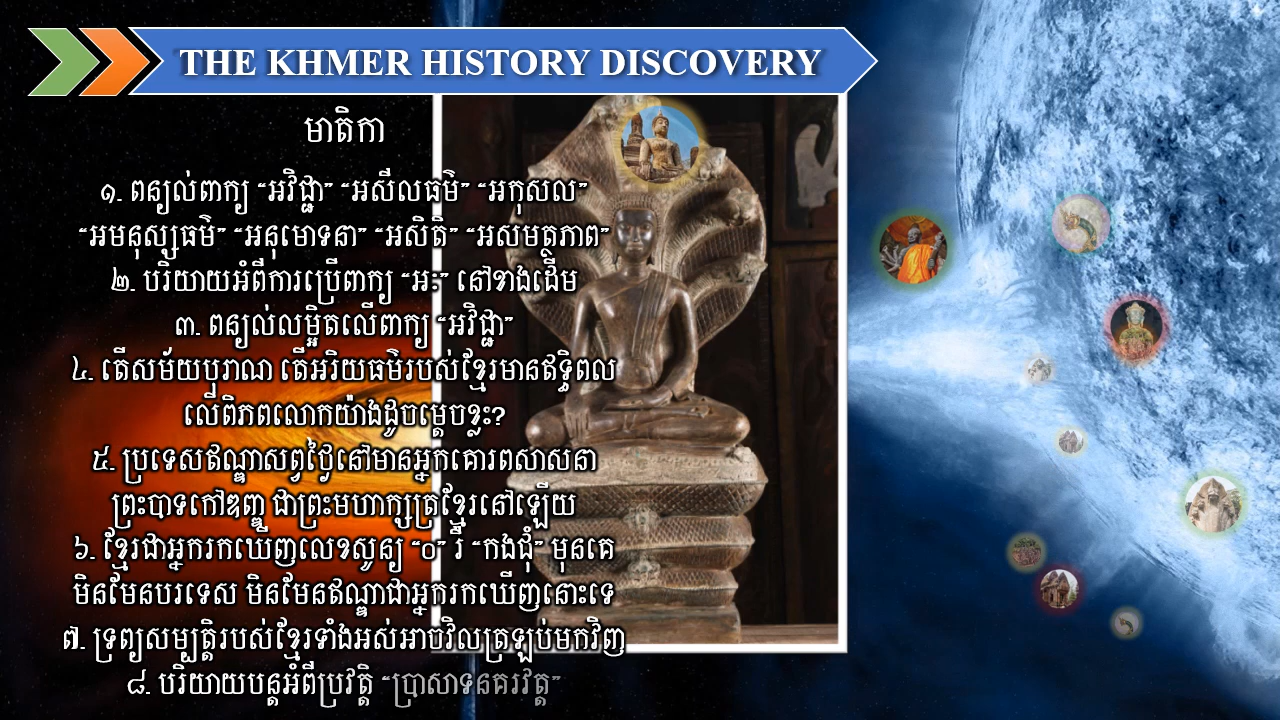 THE KHMER HISTORY DISCOVERY
មាតិកា
១. ពន្យល់ពាក្យ “អវិជ្ជា” “អសីលធម៌” “អកុសល”
“អមនុស្សធម៌” “អនុមោទនា” “អសិតិ” “អសមត្ថភាព”
២. បរិយាយអំពីការប្រើពាក្យ “អៈ” នៅខាងដើម
៣. ពន្យល់លម្អិតលើពាក្យ “អវិជ្ជា”
៤. តើសម័យបុរាណ តើអរិយធម៌របស់ខ្មែរមានឥទ្ធិពល
លើពិភពលោកយ៉ាងដូចម្ដេចខ្លះ?
៥. ប្រទេសឥណ្ឌាសព្វថ្ងៃនៅមានអ្នកគោរពសាសនា
ព្រះបាទកៅឌញ្ញ ជាព្រះមហាក្សត្រខ្មែរនៅឡើយ
៦. ខ្មែរជាអ្នករកឃើញលេខសូន្យ “០” រឺ “កងជុំ” មុនគេ
មិនមែនបរទេស មិនមែនឥណ្ឌាជាអ្នករកឃើញនោះទេ
៧. ទ្រព្យសម្បត្តិរបស់ខ្មែរទាំងអស់អាចវិលត្រឡប់មកវិញ
៨. បរិយាយបន្តអំពីប្រវត្តិ “ប្រាសាទនគរវត្ត”